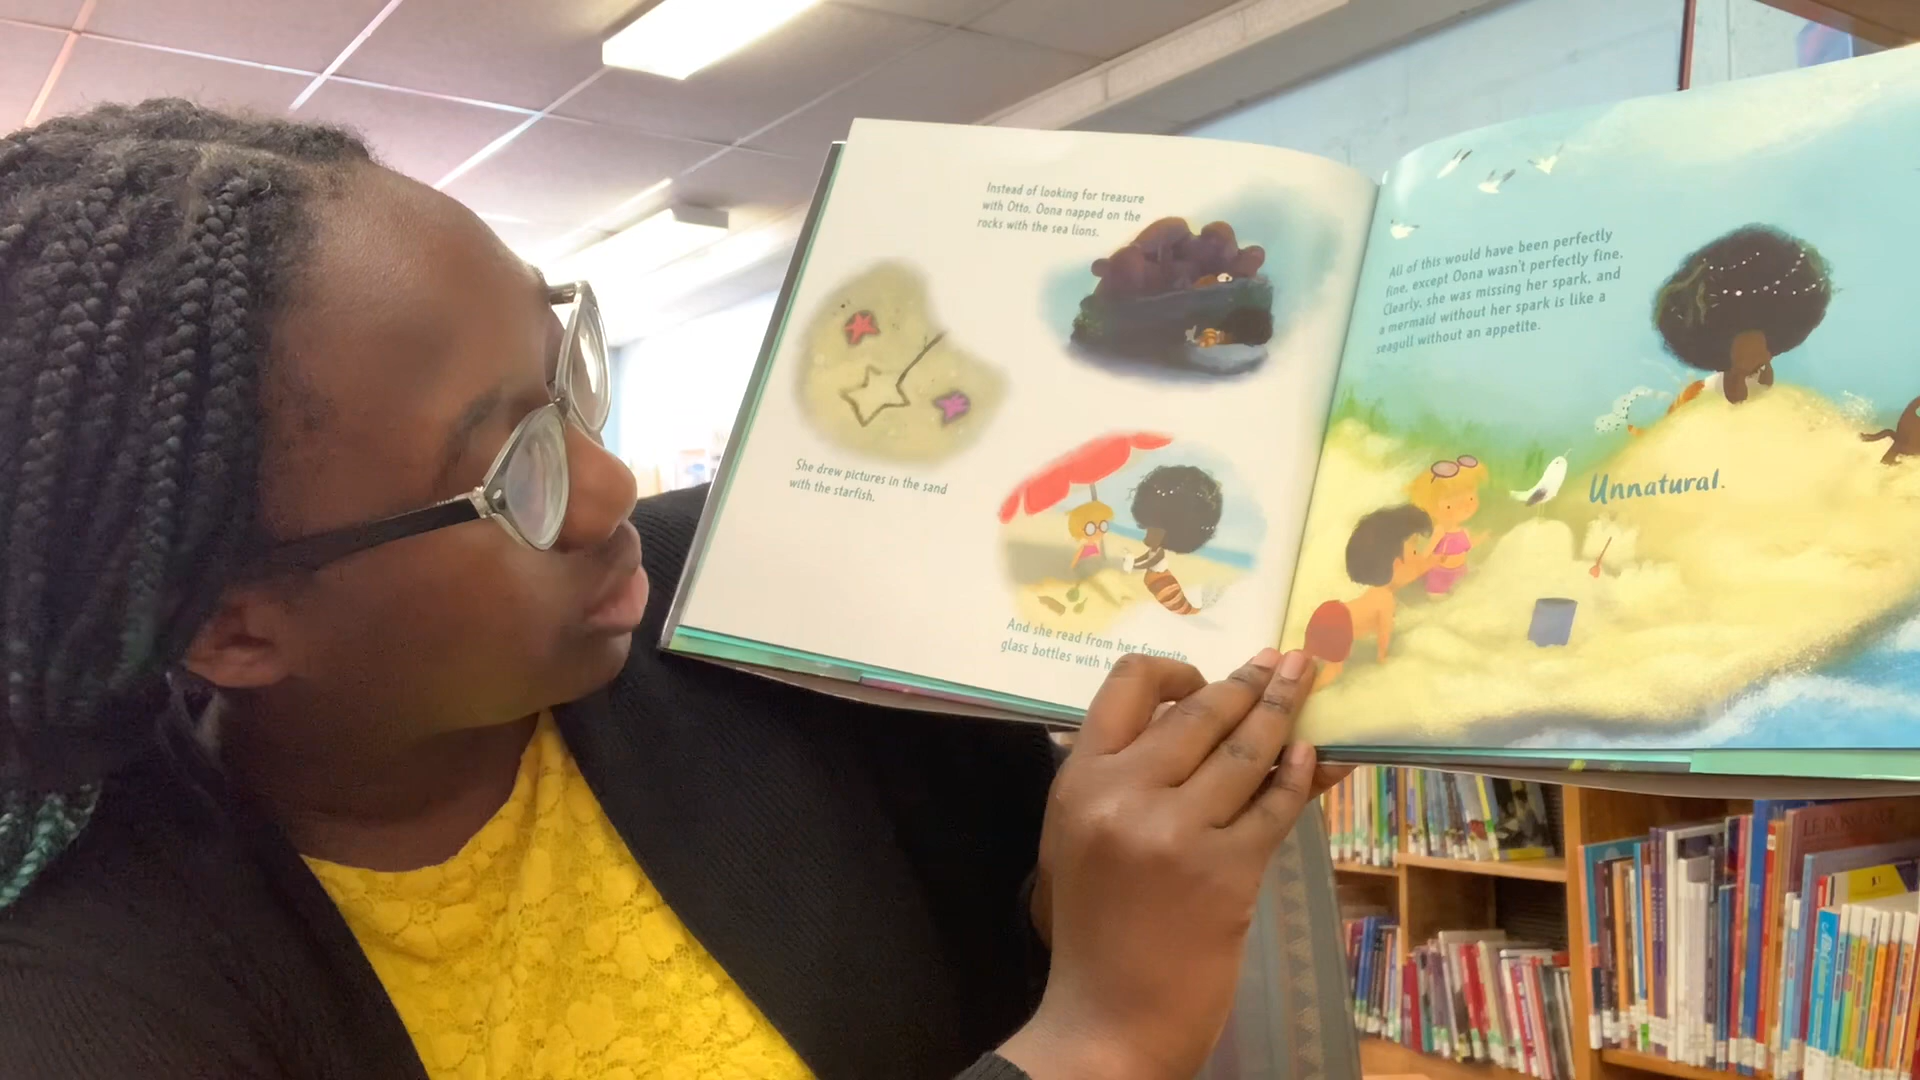 Instead of looking for treasure
with Otto, Oona napped on the
rocks with the sea lions.
She drew pictures in the sand
with the starfish.
And she read from her favorite
glass bottles with
All of this would have been perfectly
fine, except Oona wasn't perfectly fine.
Clearly, she was missing her spark, and
a mermaid without her spark is like a
seagull without an appetite.
Unnatural.